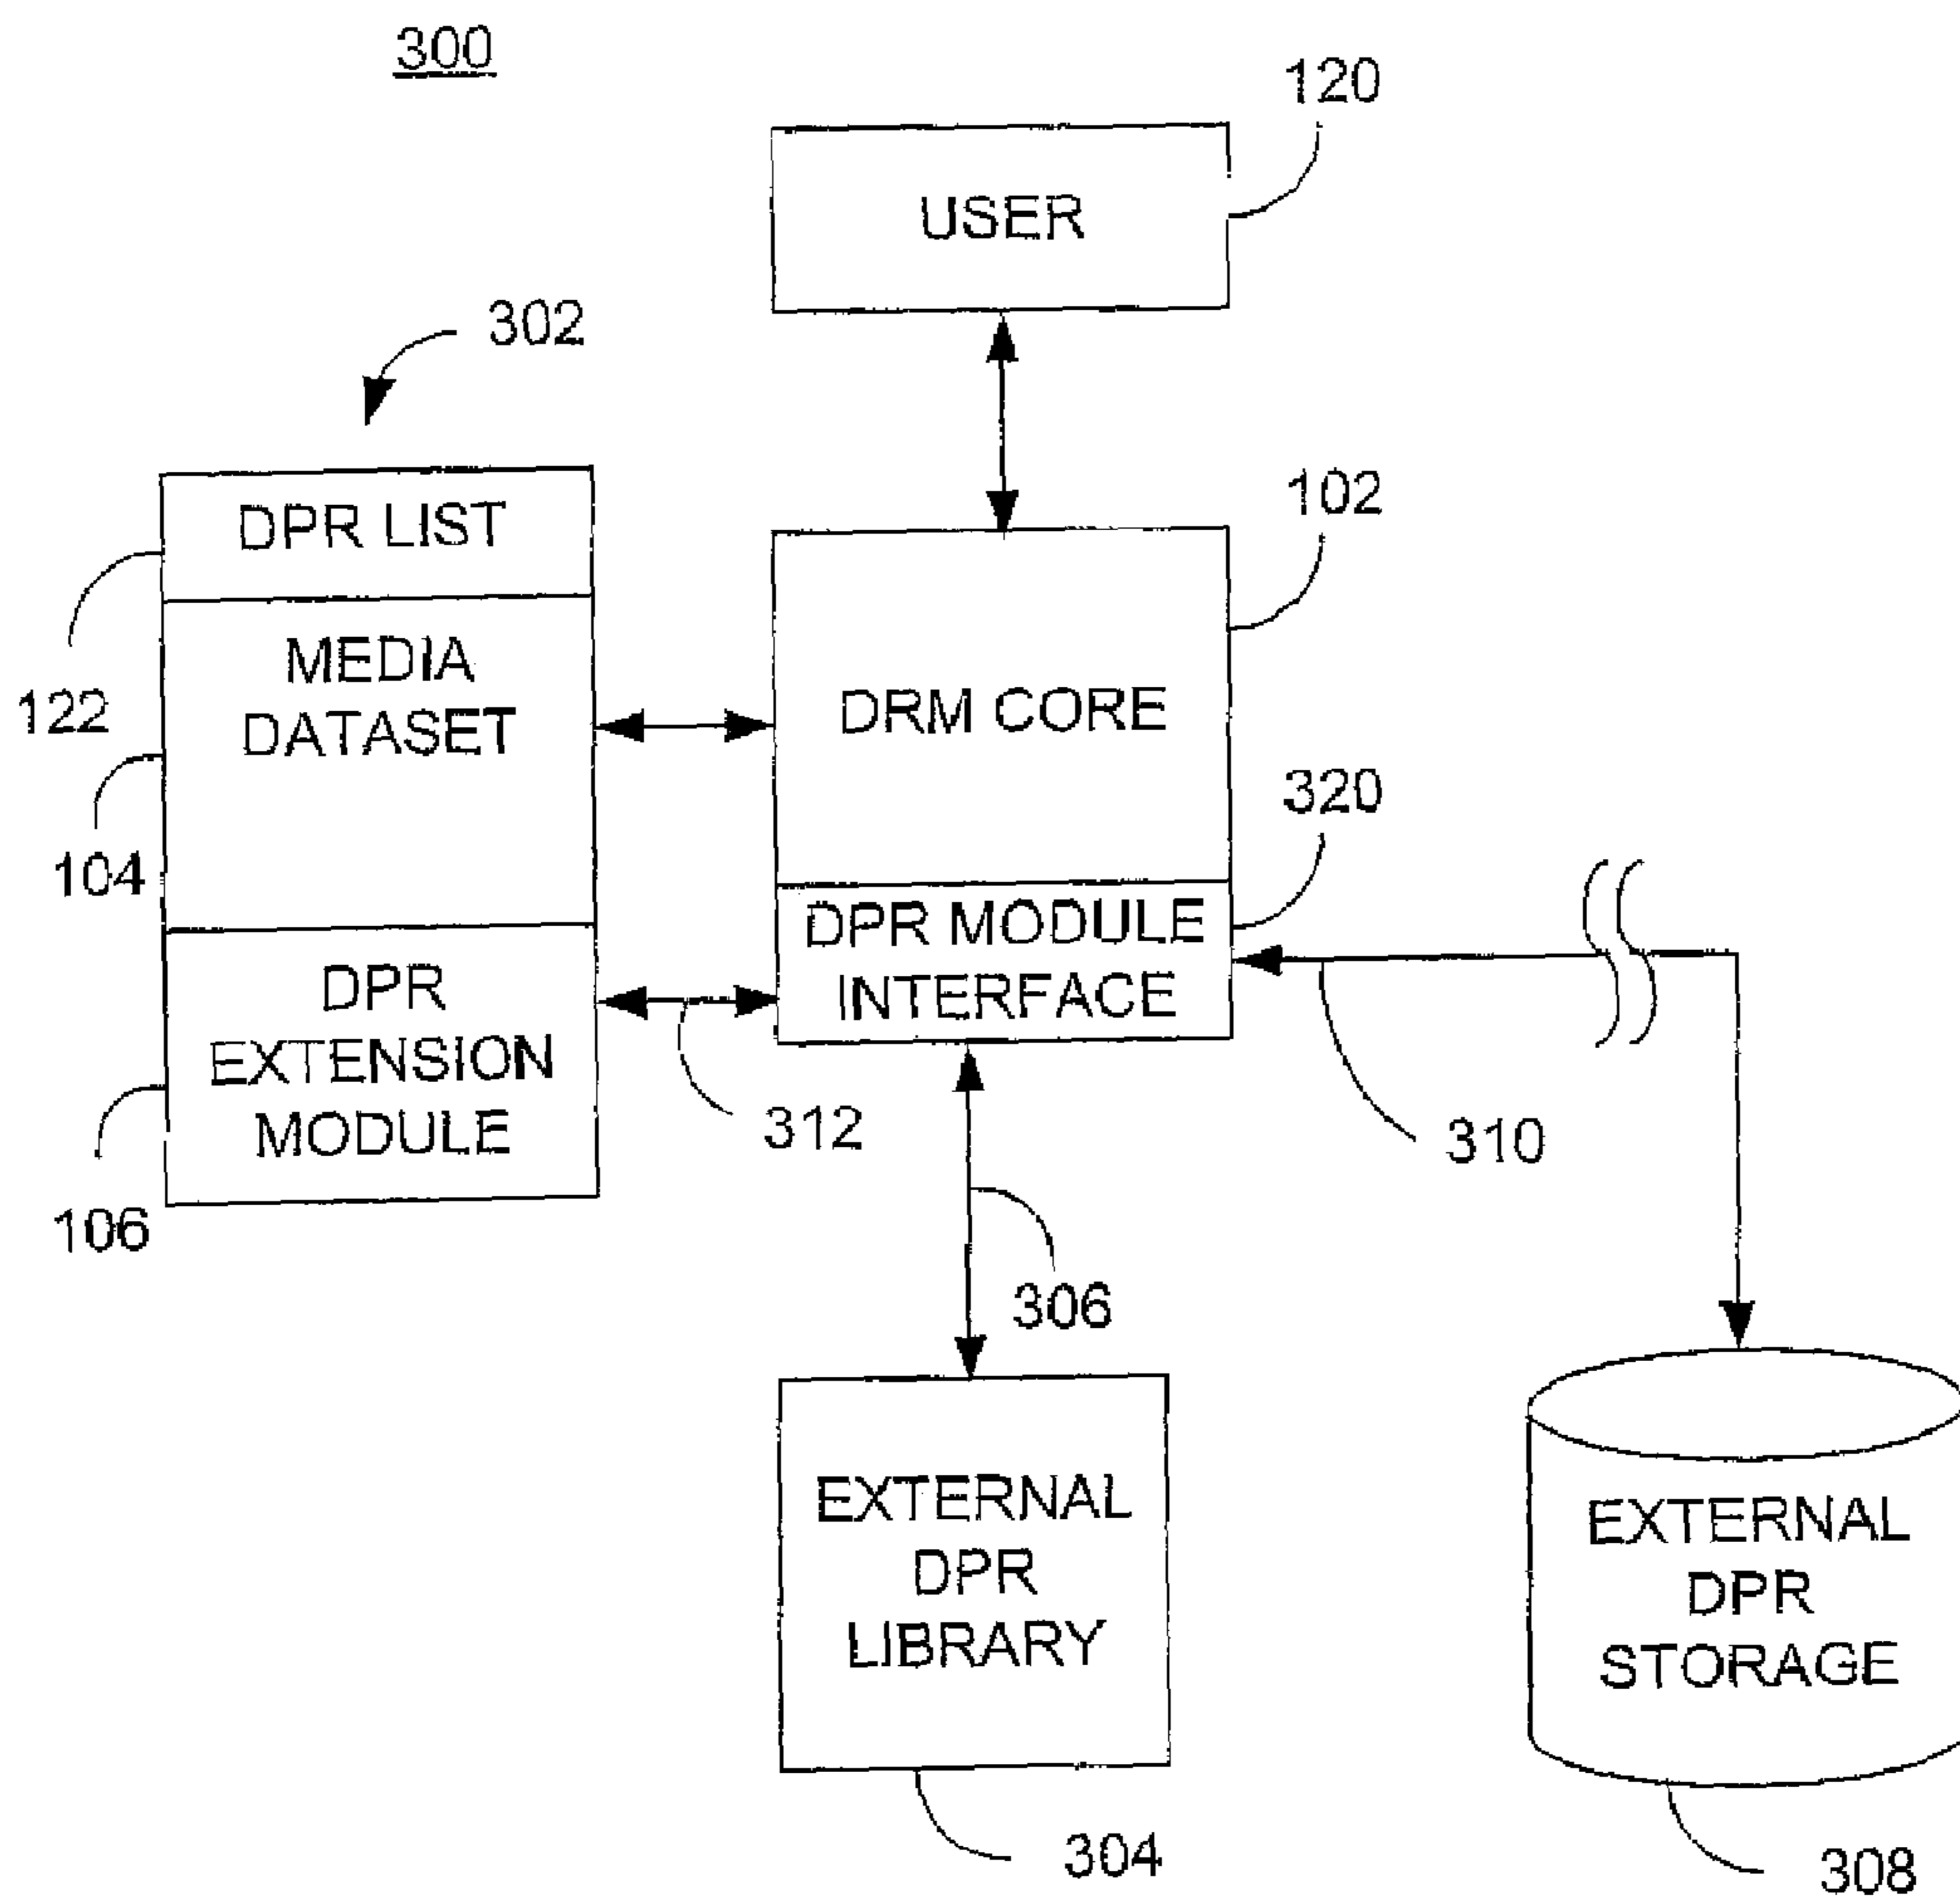 300
120
USER
302
DPR LIST
102
MEDIA
DATASET
122
DRM CORE
104
320
DPR MODULE
INTERFACE
DPR
EXTENSION
MODULE
312
310
106
306
EXTERNAL
DPR
LIBRARY
EXTERNAL
DPR
STORAGE
304
308